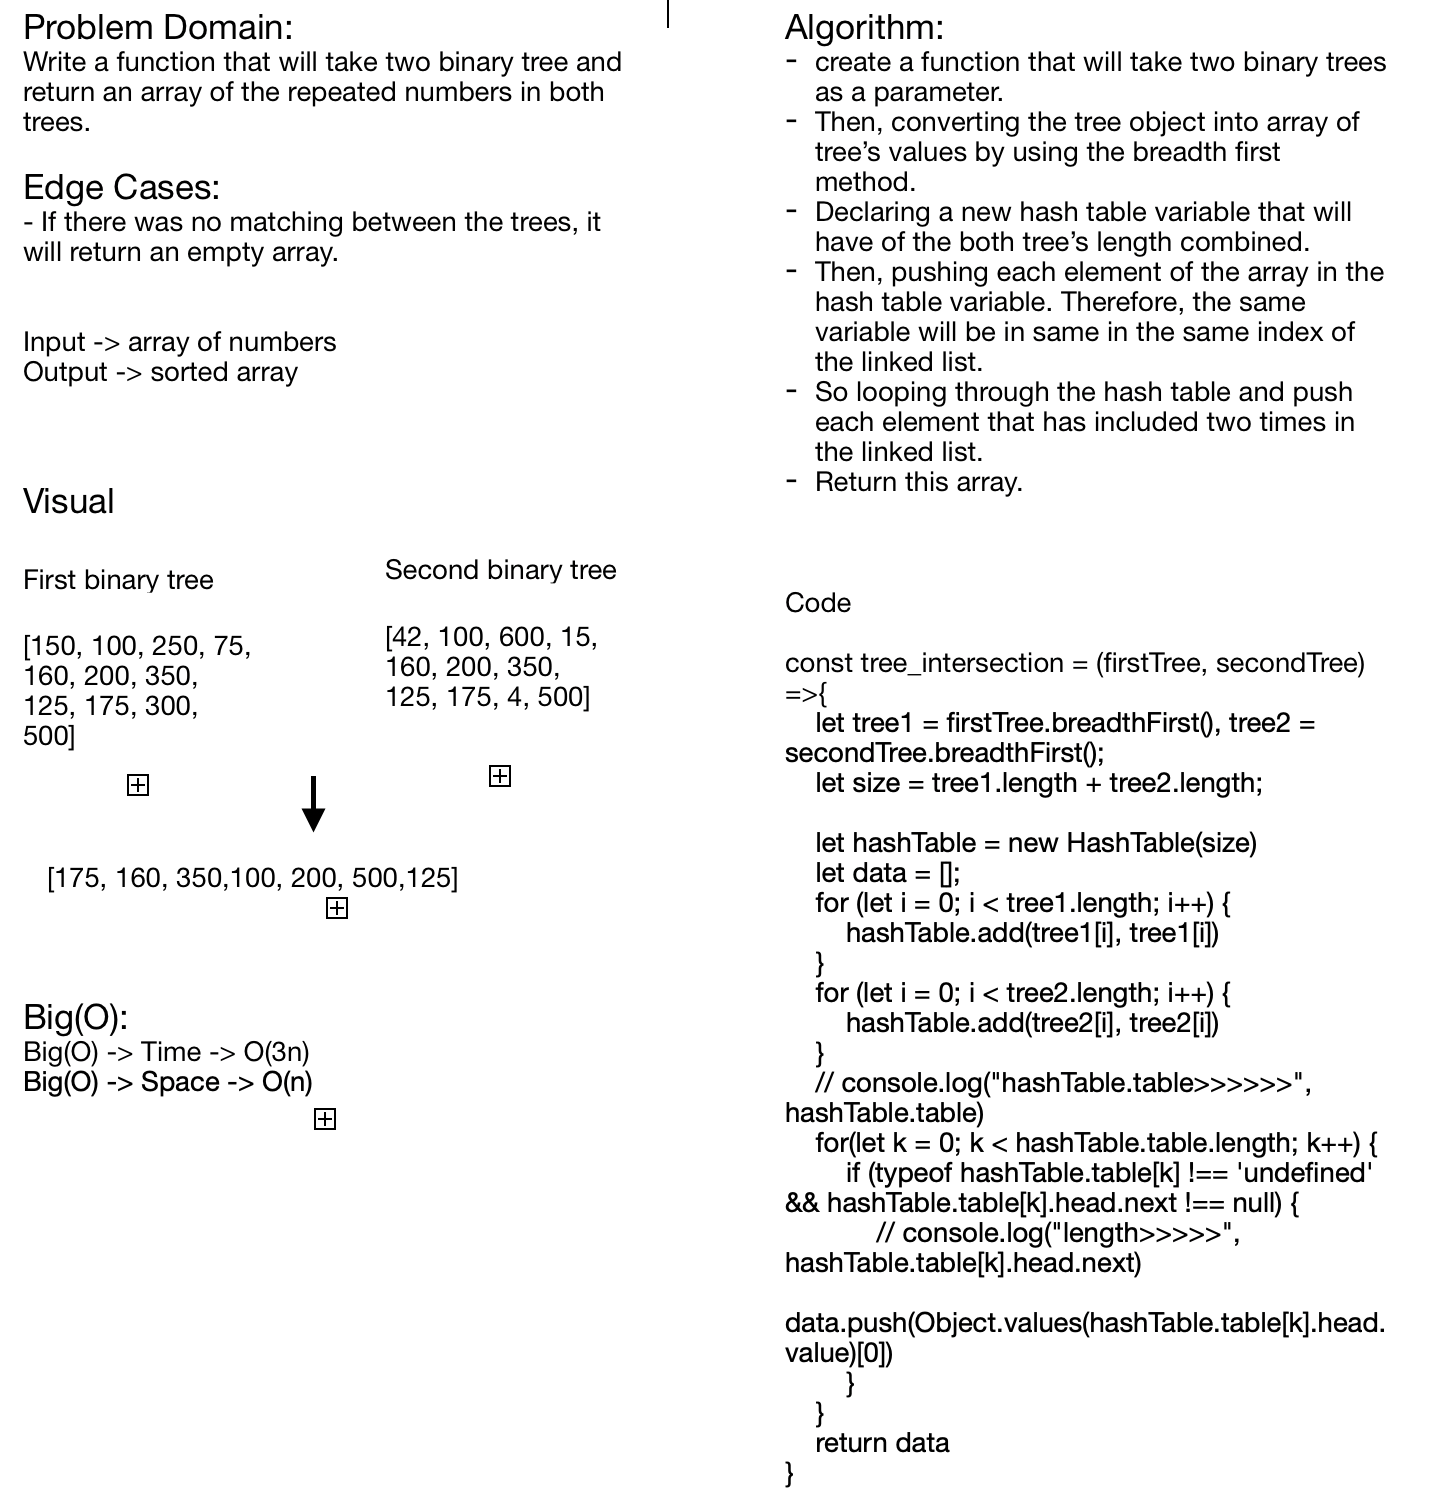 Problem Domain:
Write a function that will take two binary tree and
return an array of the repeated numbers in both
trees.
Edge Cases:
- If there was no matching between the trees, it
will return an empty array.
Input -> array of numbers
Output -> sorted array
Visual
First binary tree
[150, 100, 250, 75,
160, 200, 350,
125, 175, 300,
500]
Second binary tree
[42, 100, 600, 15,
160, 200, 350,
125, 175, 4, 500]
[175, 160, 350,100, 200, 500,125]
Big(O):
Big(O) -> Time -> O(3n)
Big(O) -> Space -> O(n)
Algorithm:
- create a function that will take two binary trees
as a parameter.
- Then, converting the tree object into array of
tree’s values by using the breadth first
method.
- Declaring a new hash table variable that will
have of the both tree’s length combined.
- Then, pushing each element of the array in the
hash table variable. Therefore, the same
variable will be in same in the same index of
the linked list.
- So looping through the hash table and push
each element that has included two times in
the linked list.
- Return this array.
Code
const tree_intersection = (firstTree, secondTree)
=>{
let tree1 = firstTree.breadthFirst(), tree2 =
secondTree.breadthFirst();
let size = tree1.length + tree2.length;
let hashTable = new HashTable(size)
let data = [];
for (let i = 0; i < tree1.length; i++) {
hashTable.add(tree1[i], tree1[i])
}
for (let i = 0; i < tree2.length; i++) {
hashTable.add(tree2[i], tree2[i])
}
// console.log("hashTable.table>>>>>>",
hashTable.table)
for(let k = 0; k < hashTable.table.length; k++) {
if (typeof hashTable.table[k] !== 'undefined'
&& hashTable.table[k].head.next !== null) {
// console.log("length>>>>>",
hashTable.table[k].head.next)
data.push(Object.values(hashTable.table[k].head.
value)[0])
}
}
return data
}